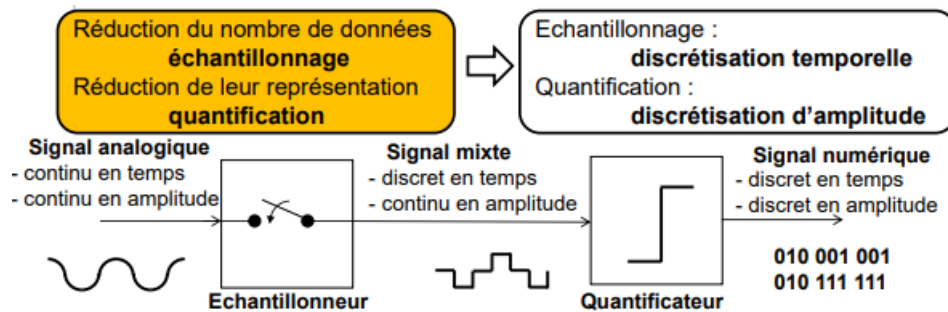 Réduction du nombre de données
échantillonnage
Réduction de leur représentation
quantification
Echantillonnage :
discrétisation temporelle
Quantification :
discrétisation d'amplitude
Signal analogique
- continu en temps
- continu en amplitude
Signal mixte
- discret en temps
- continu en amplitude
Signal numérique
- discret en temps
- discret en amplitude
010 001 001
010 111 111
Echantillonneur
Quantificateur